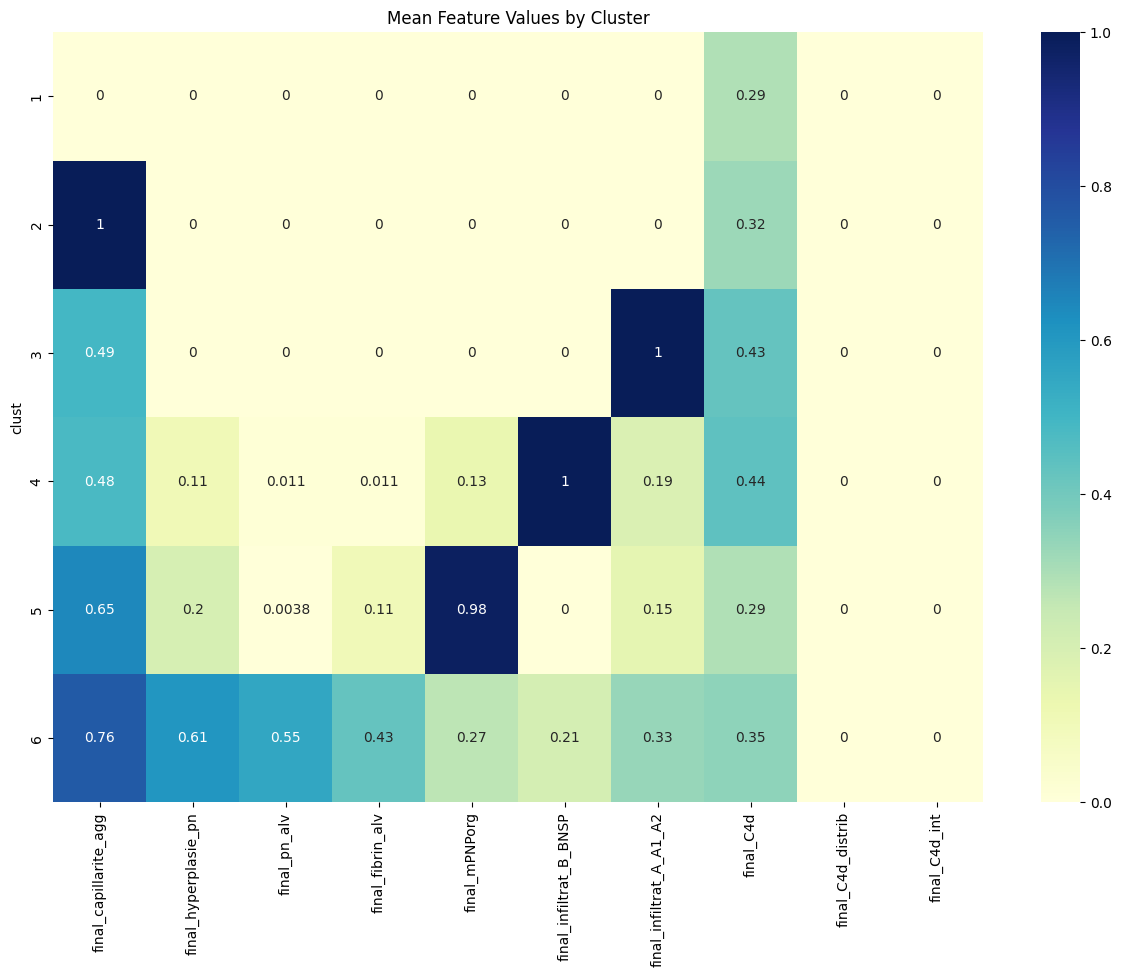 Mean Feature Values by Cluster
1 0 0 0 0 0 0 0 0.29 0 0
2 1 0 0 0 0 0 0 0.32 0 0
3 0.49 0 0 0 0 0 1 0.43 0 0
4 0.48 0.11 0.011 0.011 0.13 1 0.19 0.44 0 0
5 0.65 0.2 0.0038 0.11 0.98 0 0.15 0.29 0 0
6 0.76 0.61 0.55 0.43 0.27 0.21 0.33 0.35 0 0
clust
final_capillarite_agg
final_hyperplasie_pn
final_pn_alv
final_fibrin_alv
final_mPNPorg
final_infiltrat_B_BNSP
final_infiltrat_A_A1_A2
final_C4d
final_C4d_distrib
final_C4d_int
1.0
0.8
0.6
0.4
0.2
0.0